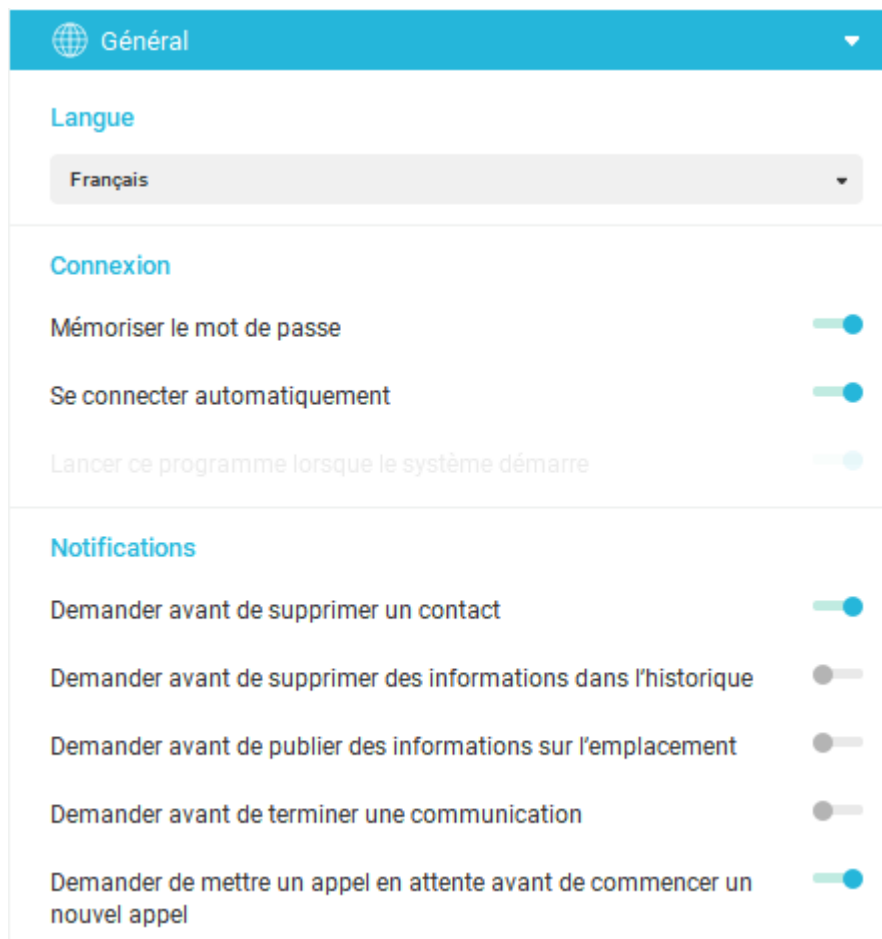 Général
Langue
Français
Connexion
Mémoriser le mot de passe
Se connecter automatiquement
Lancer ce programme lorsque le système démarre
Notifications
Demander avant de supprimer un contact
Demander avant de supprimer des informations dans l'historique
Demander avant de publier des informations sur l'emplacement
Demander avant de terminer une communication
Demander de mettre un appel en attente avant de commencer un
nouvel appel